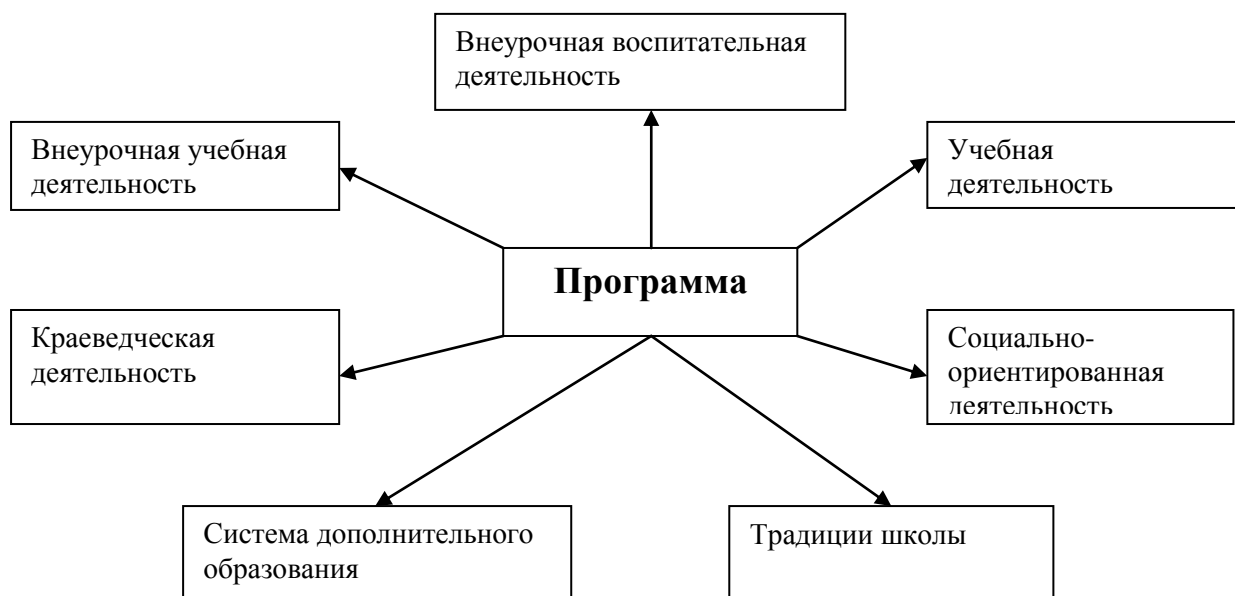 Внеурочная воспитательная
деятельность
Внеурочная учебная
деятельность
Учебная
деятельность
Программа
Краеведческая
деятельность
Социально-
ориентированная
деятельность
Система дополнительного
образования
Традиции школы